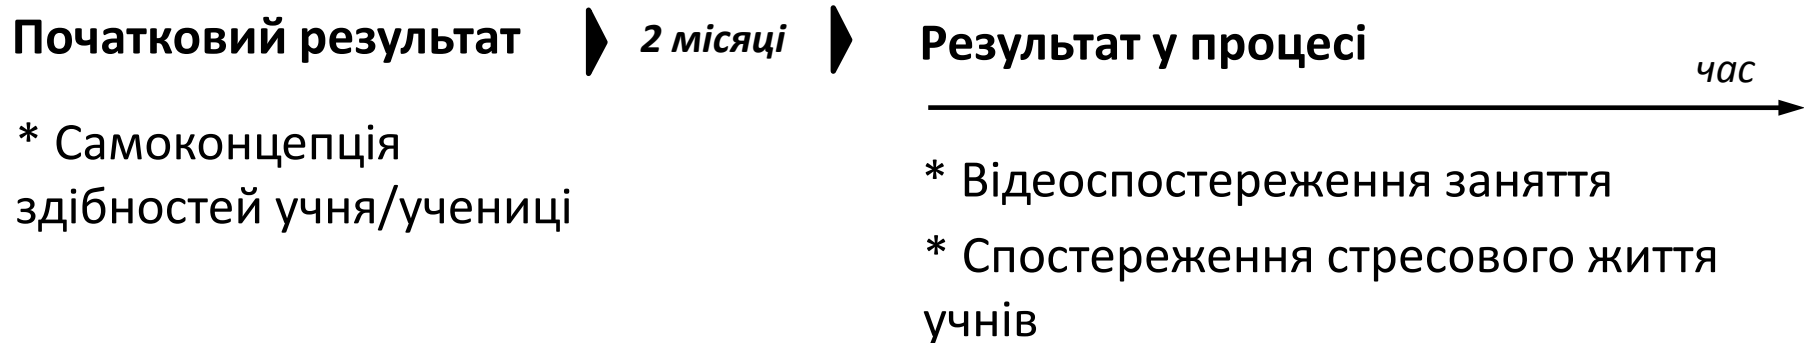 Початковий результат
2 місяці
Результат у процесі
час
* Самоконцепція
здібностей учня/учениці
* Відеоспостереження заняття
* Спостереження стресового життя
учнів